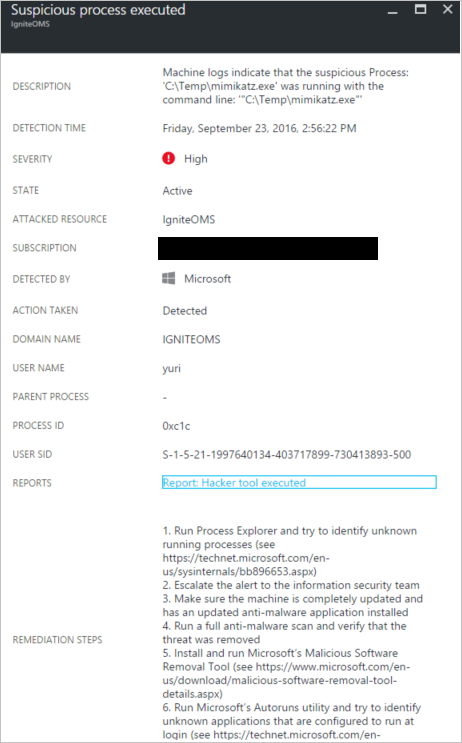 Suspicious process executed
IgniteOMS
DESCRIPTION
Machine logs indicate that the suspicious Process:
'C:\Temp\mimikatz.exe' was running with the
command line: '"C:\Temp\mimikatz.exe"'
DETECTION TIME
Friday, September 23, 2016, 2:56:22 PM
SEVERITY
High
STATE
Active
ATTACKED RESOURCE
IgniteOMS
SUBSCRIPTION
DETECTED BY
Microsoft
ACTION TAKEN
Detected
DOMAIN NAME
IGNITEOMS
USER NAME
yuri
PARENT PROCESS
-
PROCESS ID
0xc1c
USER SID
S-1-5-21-1997640134-403717899-730413893-500
REPORTS
Report: Hacker tool executed
REMEDIATION STEPS
1. Run Process Explorer and try to identify unknown
running processes (see
https://technet.microsoft.com/en-
us/sysinternals/bb896653.aspx)
2. Escalate the alert to the information security team
3. Make sure the machine is completely updated and
has an updated anti-malware application installed
4. Run a full anti-malware scan and verify that the
threat was removed
5. Install and run Microsoft's Malicious Software
Removal Tool (see https://www.microsoft.com/en-
us/download/malicious-software-removal-tool-
details.aspx)
6. Run Microsoft's Autoruns utility and try to identify
unknown applications that are configured to run at
login (see https://technet.microsoft.com/en-